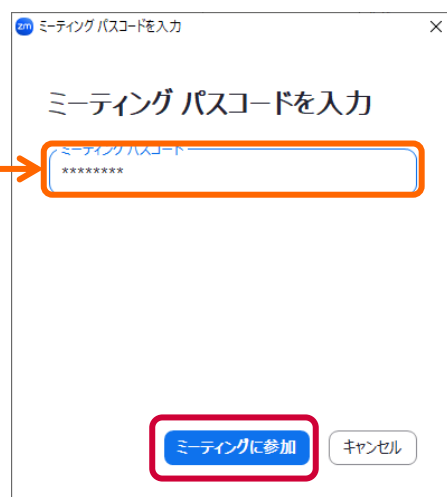 zm ミーティング パスコードを入力
ミーティング パスコードを入力
ミーティング パスコード
********
ミーティングに参加
キャンセル